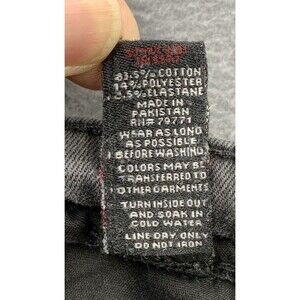 83.5% COTTON
14% POLYESTER
2.5% ELASTANE
MADE IN
PAKISTAN
RN# 79771
WEAR AS LONG
AS POSSIBLE
BEFORE WASHING
COLORS MAY BE
TRANSFERRED TO
OTHER GARMENTS
TURN INSIDE OUT
AND SOAK IN
COLD WATER
LINE DRY, ONLY
DO NOT IRON